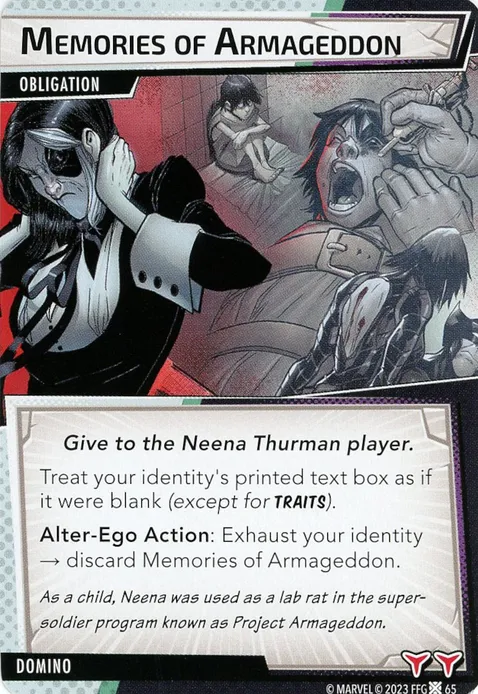 MEMORIES OF ARMAGEDDON
OBLIGATION
Give to the Neena Thurman player.
Treat your identity's printed text box as if
it were blank (except for TRAITS).
Alter-Ego Action: Exhaust your identity
→ discard Memories of Armageddon.
As a child, Neena was used as a lab rat in the super-
soldier program known as Project Armageddon.
DOMINO
© MARVEL © 2023 FFG 65